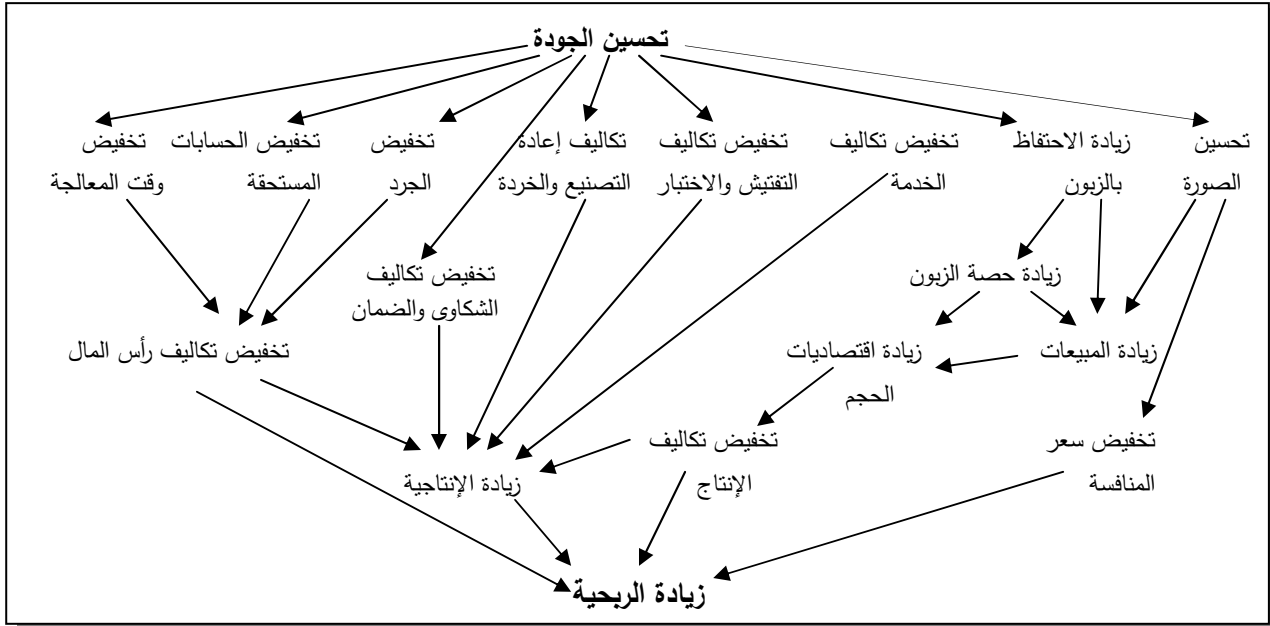 تحسين الجودة
تحسين
الصورة
زيادة الاحتفاظ
بالزبون
تخفيض تكاليف
الخدمة
تخفيض تكاليف
التفتيش والاختبار
تكاليف إعادة
التصنيع والخردة
تخفيض
الجرد
تخفيض الحسابات
المستحقة
تخفيض
وقت المعالجة
زيادة حصة الزبون
تخفيض تكاليف
الشكاوى والضمان
زيادة المبيعات
زيادة اقتصاديات
الحجم
تخفيض تكاليف رأس المال
تخفيض سعر
المنافسة
تخفيض تكاليف
الإنتاج
زيادة الإنتاجية
زيادة الربحية